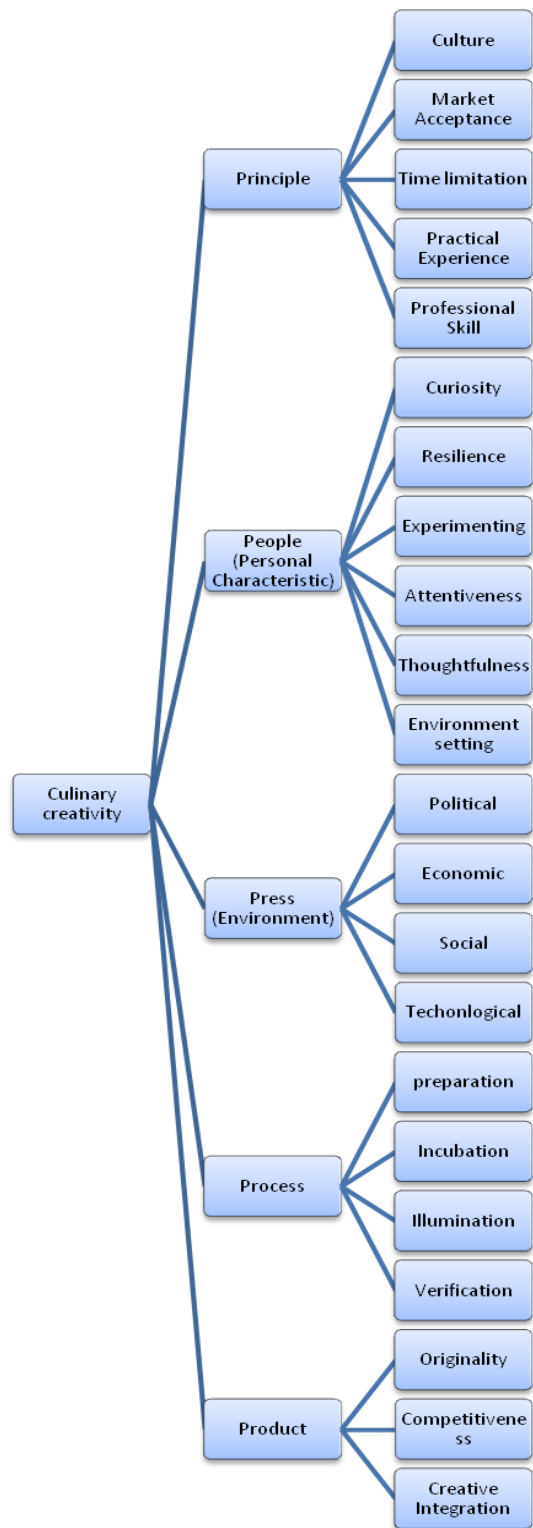 Culture
Market
Acceptance
Principle
Time limitation
Practical
Experience
Professional
Skill
Curiosity
Resilience
People
(Personal
Characteristic)
Experimenting
Attentiveness
Thoughtfulness
Environment
setting
Culinary
creativity
Political
Press
(Environment)
Economic
Social
Techonlogical
preparation
Process
Incubation
Illumination
Verification
Product
Originality
Competitivene
ss
Creative
Integration